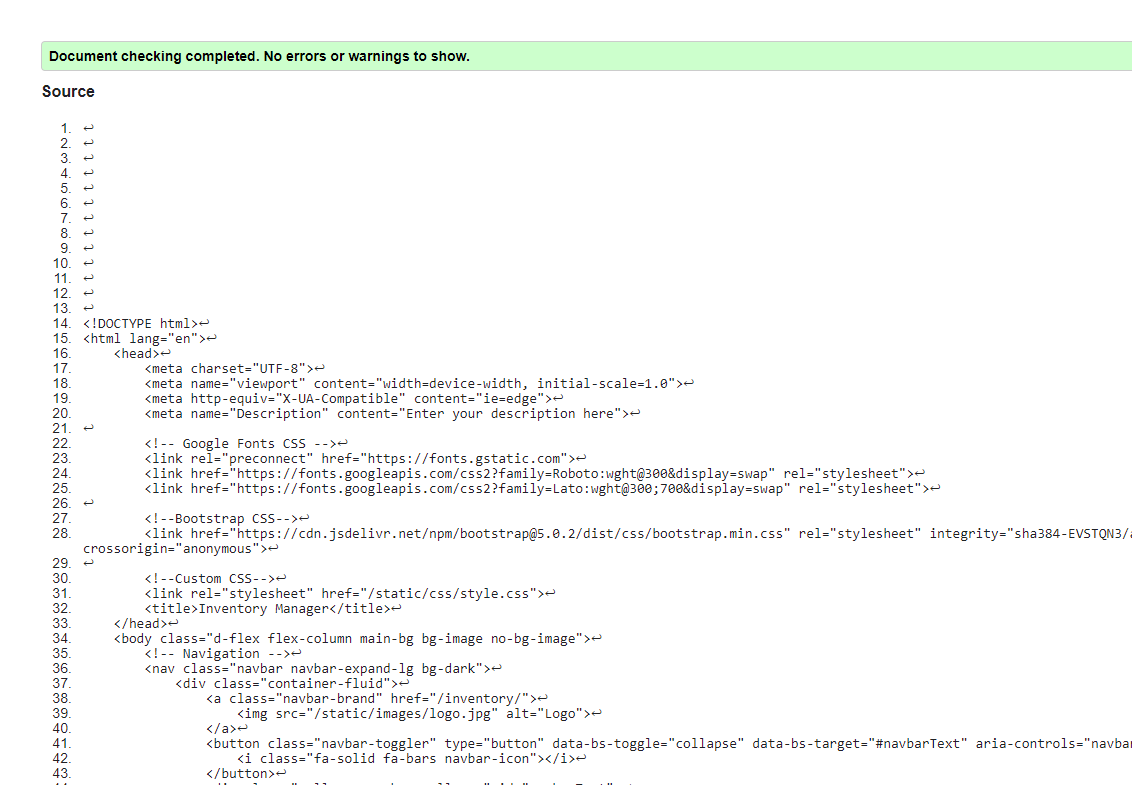 Document checking completed. No errors or warnings to show.
Source
1. ↩
2. ↩
3. ↩
4. ↩
5. ↩
6. ↩
7. ↩
8. ↩
9. ↩
10. ↩
11. ↩
12. ↩
13. ↩
14. <!DOCTYPE html>↩
15. <html lang="en">↩
16. <head>↩
17. <meta charset="UTF-8">↩
18. <meta name="viewport" content="width=device-width, initial-scale=1.0">↩
19. <meta http-equiv="X-UA-Compatible" content="ie=edge">↩
20. <meta name="Description" content="Enter your description here">↩
21. ↩
22. <!-- Google Fonts CSS -->↩
23. <link rel="preconnect" href="https://fonts.gstatic.com">↩
24. <link href="https://fonts.googleapis.com/css2?family=Roboto:wght@300&display=swap" rel="stylesheet">↩
25. <link href="https://fonts.googleapis.com/css2?family=Lato:wght@300;700&display=swap" rel="stylesheet">↩
26. ↩
27. <!--Bootstrap CSS-->↩
28. <link href="https://cdn.jsdelivr.net/npm/bootstrap@5.0.2/dist/css/bootstrap.min.css" rel="stylesheet" integrity="sha384-EVSTQN3/
crossorigin="anonymous">↩
29. ↩
30. <!--Custom CSS-->↩
31. <link rel="stylesheet" href="/static/css/style.css">↩
32. <title>Inventory Manager</title>↩
33. </head>↩
34. <body class="d-flex flex-column main-bg bg-image no-bg-image">↩
35. <!-- Navigation -->↩
36. <nav class="navbar navbar-expand-lg bg-dark">↩
37. <div class="container-fluid">↩
38. <a class="navbar-brand" href="/inventory/">↩
39. <img src="/static/images/logo.jpg" alt="Logo">↩
40. </a>↩
41. <button class="navbar-toggler" type="button" data-bs-toggle="collapse" data-bs-target="#navbarText" aria-controls="navba
42. <i class="fa-solid fa-bars navbar-icon"></i>↩
43. </button>↩